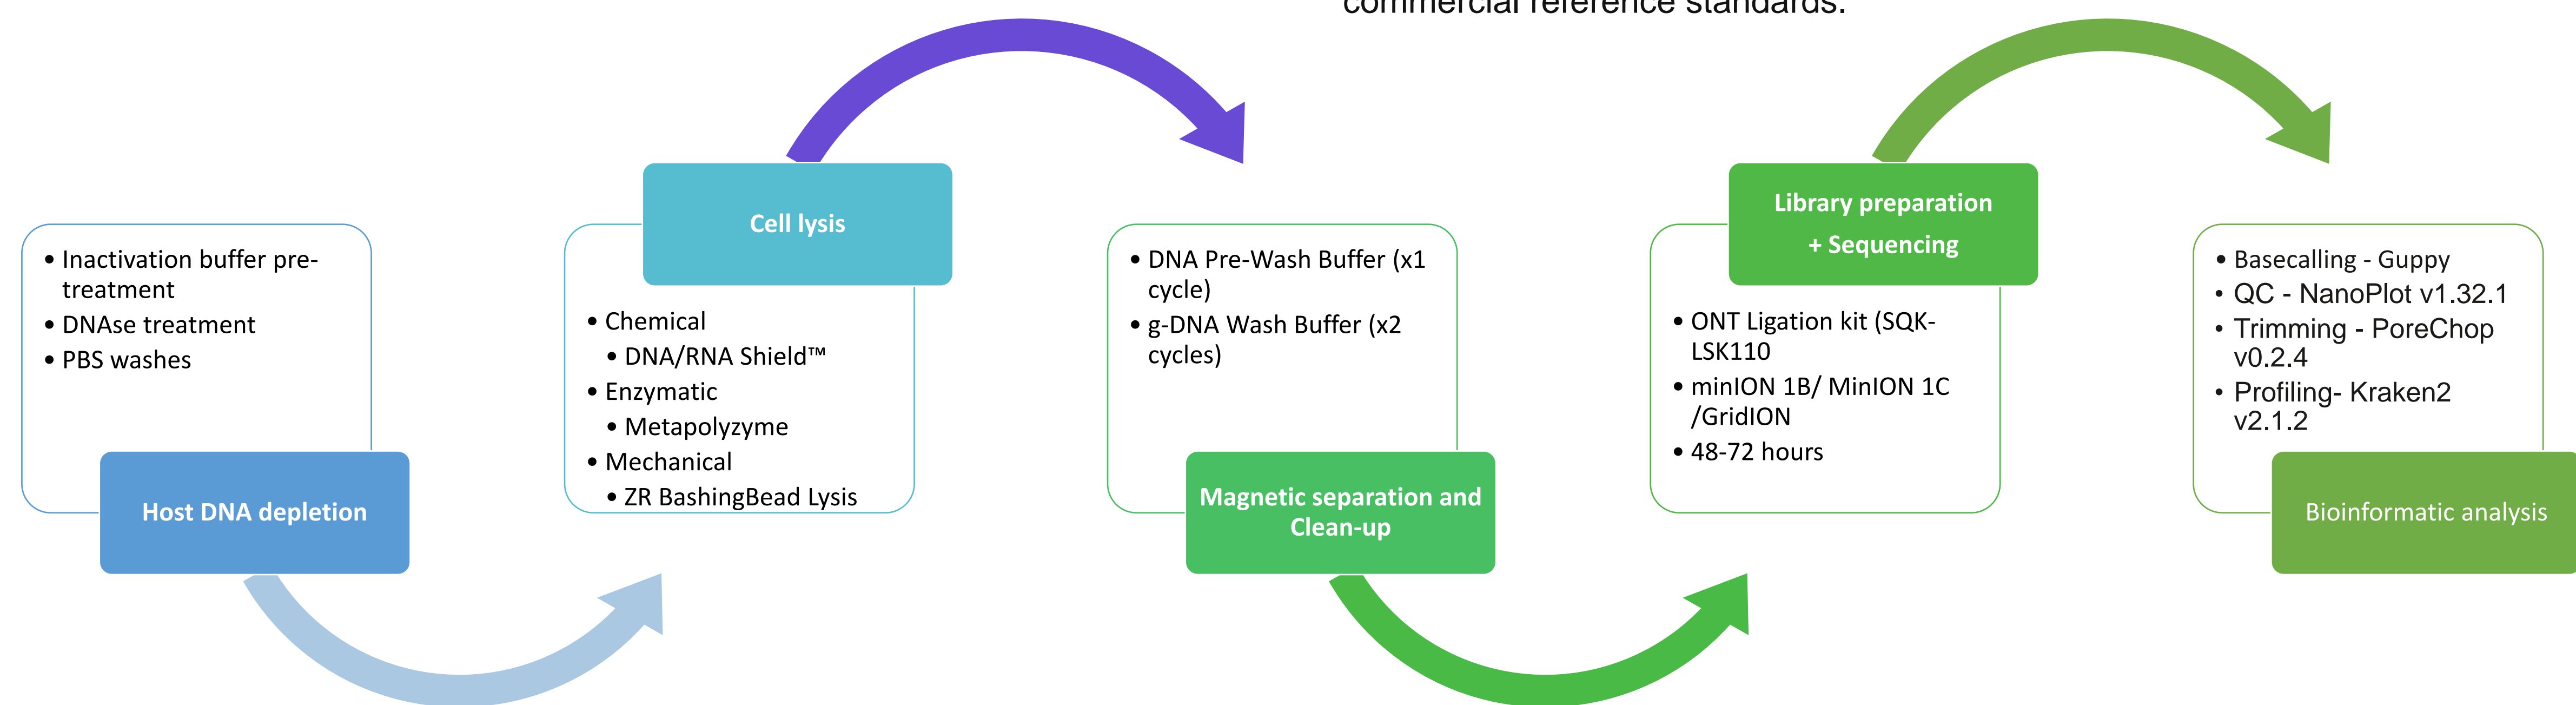 commercial reference standards.
• Inactivation buffer pre-
treatment
• DNAse treatment
• PBS washes
Host DNA depletion
Cell lysis
• Chemical
• DNA/RNA Shield™
• Enzymatic
• Metapolyzyme
• Mechanical
• ZR BashingBead Lysis
• DNA Pre-Wash Buffer (x1
cycle)
• g-DNA Wash Buffer (x2
cycles)
Magnetic separation and
Clean-up
Library preparation
+ Sequencing
• ONT Ligation kit (SQK-
LSK110
• minION 1B/ MinION 1C
/GridION
• 48-72 hours
• Basecalling - Guppy
• QC - NanoPlot v1.32.1
• Trimming - PoreChop
v0.2.4
• Profiling- Kraken2
v2.1.2
Bioinformatic analysis